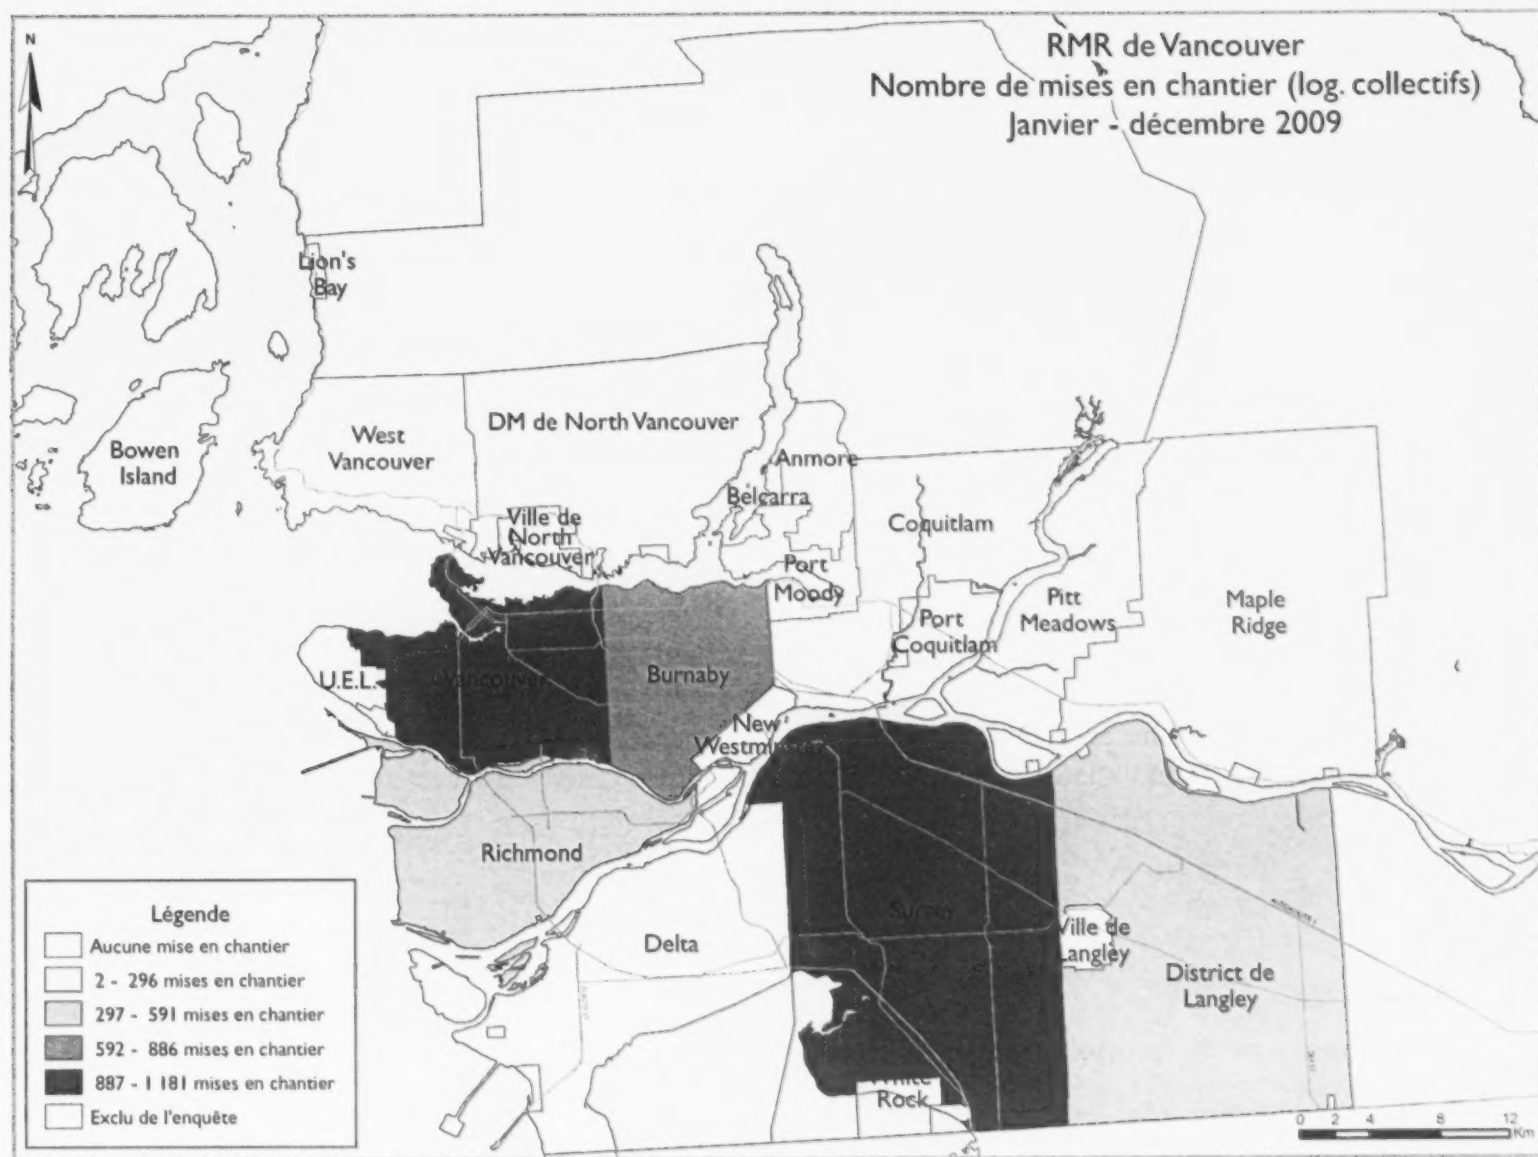 N
RMR de Vancouver
Nombre de mises en chantier (log. collectifs)
Janvier - décembre 2009
Lion's
Bay
Bowen
Island
West
Vancouver
DM de North Vancouver
Anmore
Belcarra
Ville de
North
Vancouver
Coquitlam
Port
Moody
Port
Coquitlam
Pitt
Meadows
Maple
Ridge
U.E.L.
Vancouver
Burnaby
New
Westminster
Richmond
Surrey
Delta
Ville de
Langley
District de
Langley
White
Rock
Légende
Aucune mise en chantier
2 - 296 mises en chantier
297 - 591 mises en chantier
592 - 886 mises en chantier
887 - 1 181 mises en chantier
Exclu de l'enquête
0 2 4 8 12
Km